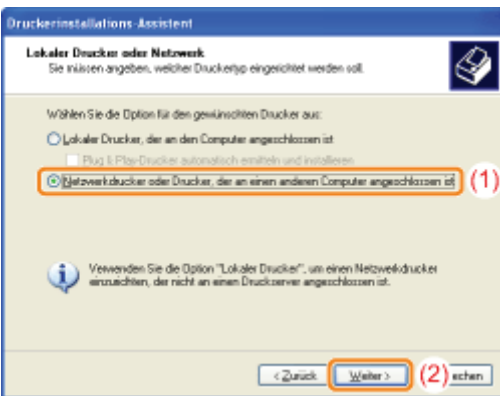 Druckerinstallations-Assistent
Lokaler Drucker oder Netzwerk
Sie müssen angeben, welcher Druckertyp eingerichtet werden soll.
Wählen Sie die Option für den gewünschten Drucker aus:
Lokaler Drucker, der an den Computer angeschlossen ist
Plug & Play-Drucker automatisch ermitteln und installieren
Netzwerkdrucker oder Drucker, der an einen anderen Computer angeschlossen ist
(1)
Verwenden Sie die Option "Lokaler Drucker", um einen Netzwerkdrucker
einzurichten, der nicht an einen Druckserver angeschlossen ist.
< Zurück Weiter > (2) echen